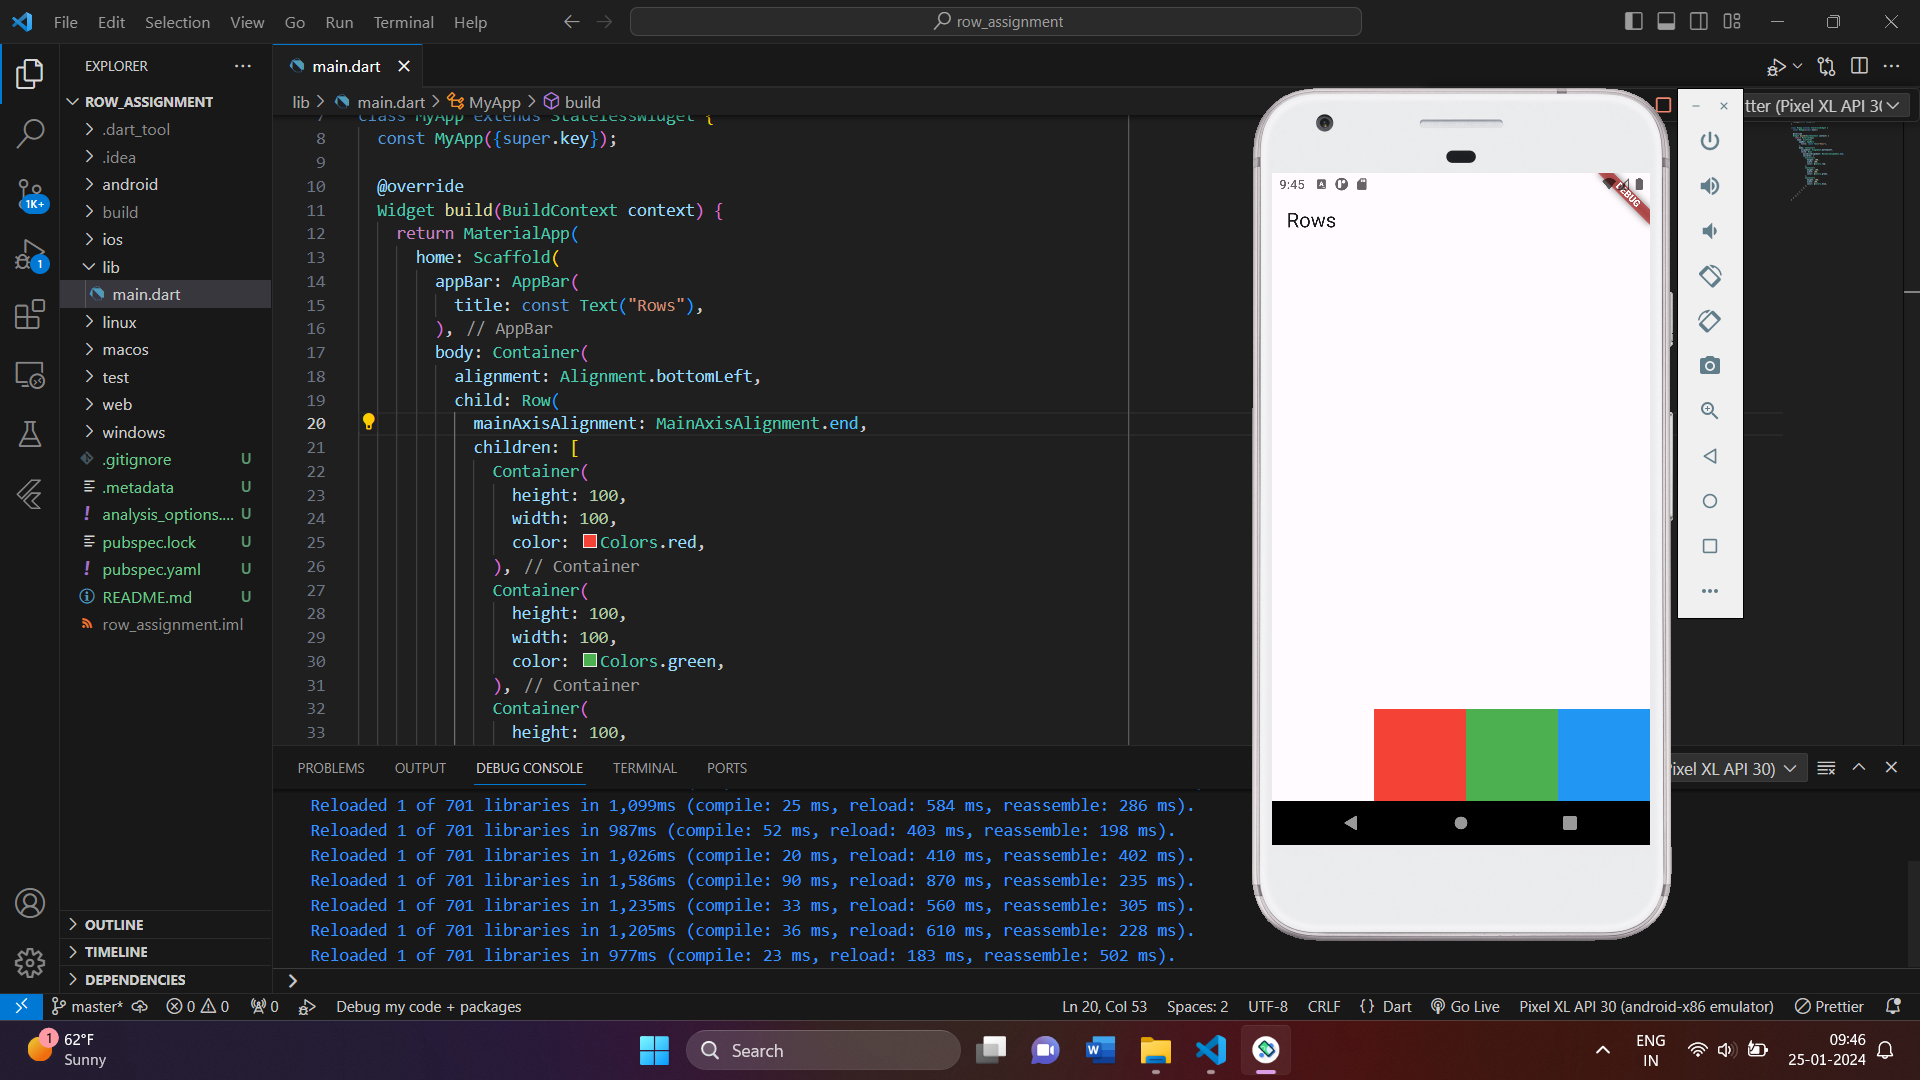 File Edit Selection View Go Run Terminal Help
row_assignment
EXPLORER
main.dart
ROW_ASSIGNMENT
.dart_tool
.idea
android
build
ios
lib
main.dart
linux
macos
test
web
windows
.gitignore U
.metadata U
analysis_options.... U
pubspec.lock U
pubspec.yaml U
README.md U
row_assignment.iml
OUTLINE
TIMELINE
DEPENDENCIES
1K+
1
lib > main.dart > MyApp > build
7 class MyApp extends StatelessWidget {
8 const MyApp({super.key});
9
10 @override
11 Widget build(BuildContext context) {
12 return MaterialApp(
13 home: Scaffold(
14 appBar: AppBar(
15 title: const Text("Rows"),
16 ), // AppBar
17 body: Container(
18 alignment: Alignment.bottomLeft,
19 child: Row(
20 mainAxisAlignment: MainAxisAlignment.end,
21 children: [
22 Container(
23 height: 100,
24 width: 100,
25 color: Colors.red,
26 ), // Container
27 Container(
28 height: 100,
29 width: 100,
30 color: Colors.green,
31 ), // Container
32 Container(
33 height: 100,
tter (Pixel XL API 30
9:45
DEBUG
Rows
PROBLEMS OUTPUT DEBUG CONSOLE TERMINAL PORTS
ixel XL API 30)
Reloaded 1 of 701 libraries in 1,099ms (compile: 25 ms, reload: 584 ms, reassemble: 286 ms).
Reloaded 1 of 701 libraries in 987ms (compile: 52 ms, reload: 403 ms, reassemble: 198 ms).
Reloaded 1 of 701 libraries in 1,026ms (compile: 20 ms, reload: 410 ms, reassemble: 402 ms).
Reloaded 1 of 701 libraries in 1,586ms (compile: 90 ms, reload: 870 ms, reassemble: 235 ms).
Reloaded 1 of 701 libraries in 1,235ms (compile: 33 ms, reload: 560 ms, reassemble: 305 ms).
Reloaded 1 of 701 libraries in 1,205ms (compile: 36 ms, reload: 610 ms, reassemble: 228 ms).
Reloaded 1 of 701 libraries in 977ms (compile: 23 ms, reload: 183 ms, reassemble: 502 ms).
master* 0 0 0 Debug my code + packages Ln 20, Col 53 Spaces: 2 UTF-8 CRLF {} Dart Go Live Pixel XL API 30 (android-x86 emulator) Prettier
1
62°F
Sunny
Search
ENG
IN
09:46
25-01-2024